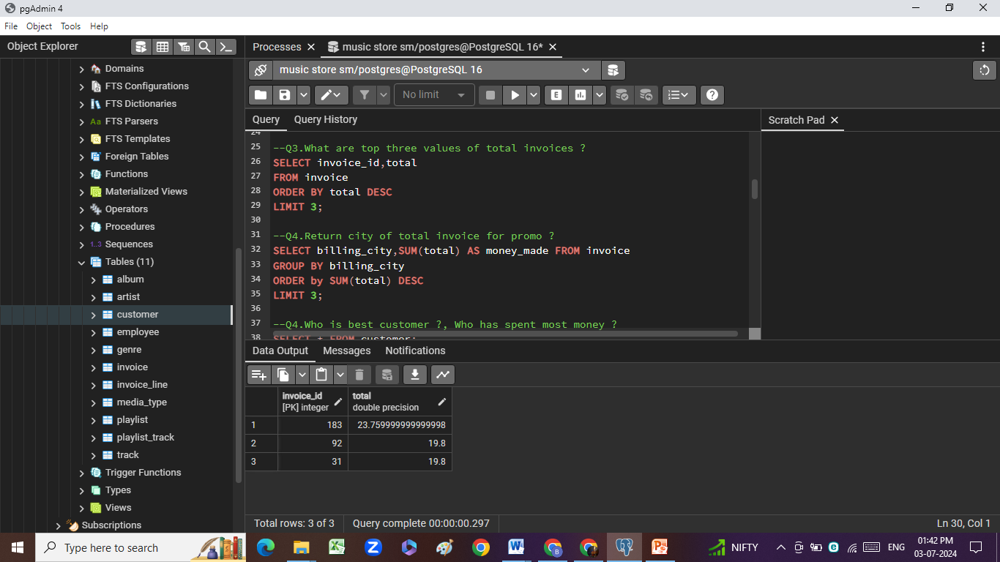 pgAdmin 4
File Object Tools Help
Object Explorer
Processes
music store sm/postgres@PostgreSQL 16*
music store sm/postgres@PostgreSQL 16
No limit
E
Query Query History
Scratch Pad
Domains
FTS Configurations
FTS Dictionaries
Aa FTS Parsers
FTS Templates
Foreign Tables
Functions
Materialized Views
Operators
Procedures
1..3 Sequences
Tables (11)
album
artist
customer
employee
genre
invoice
invoice_line
media_type
playlist
playlist_track
track
Trigger Functions
Types
Views
Subscriptions
24
25 --Q3.What are top three values of total invoices ?
26 SELECT invoice_id,total
27 FROM invoice
28 ORDER BY total DESC
29 LIMIT 3;
30
31 --Q4.Return city of total invoice for promo ?
32 SELECT billing_city,SUM(total) AS money_made FROM invoice
33 GROUP BY billing_city
34 ORDER by SUM(total) DESC
35 LIMIT 3;
36
37 --Q4.Who is best customer ?, Who has spent most money ?
38 SELECT * FROM customer;
Data Output Messages Notifications
invoice_id total
[PK] integer double precision
1 183 23.759999999999998
2 92 19.8
3 31 19.8
Total rows: 3 of 3 Query complete 00:00:00.297 Ln 30, Col 1
Type here to search
NIFTY
ENG
01:42 PM
03-07-2024